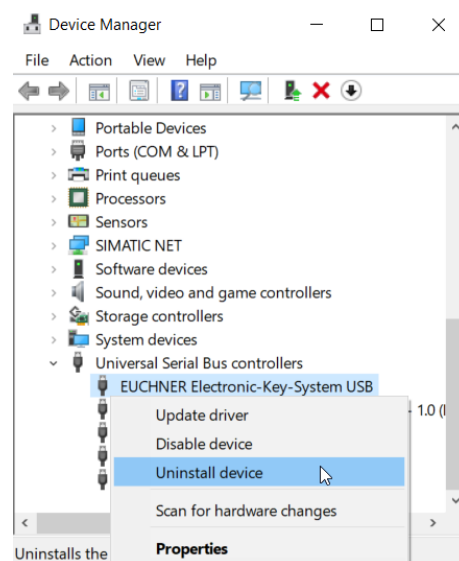 Device Manager
File Action View Help
Portable Devices
Ports (COM & LPT)
Print queues
Processors
Sensors
SIMATIC NET
Software devices
Sound, video and game controllers
Storage controllers
System devices
Universal Serial Bus controllers
EUCHNER Electronic-Key-System USB
Update driver
- 1.0 (
Disable device
Uninstall device
Scan for hardware changes
Properties
Uninstalls the